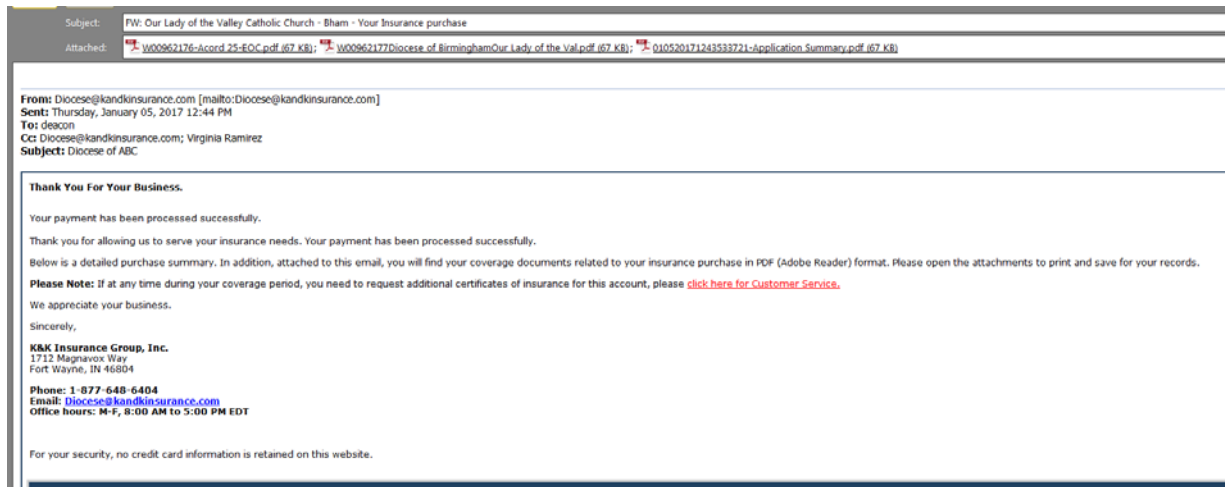 Subject: FW: Our Lady of the Valley Catholic Church - Bham - Your Insurance purchase
Attached: W00962176-Acord 25-EOC.pdf (67 KB); W00962177Diocese of BirminghamOur Lady of the Val.pdf (67 KB); 010520171243533721-Application Summary.pdf (67 KB)
From: Diocese@kandkinsurance.com [mailto:Diocese@kandkinsurance.com]
Sent: Thursday, January 05, 2017 12:44 PM
To: deacon
Cc: Diocese@kandkinsurance.com; Virginia Ramirez
Subject: Diocese of ABC
Thank You For Your Business.
Your payment has been processed successfully.
Thank you for allowing us to serve your insurance needs. Your payment has been processed successfully.
Below is a detailed purchase summary. In addition, attached to this email, you will find your coverage documents related to your insurance purchase in PDF (Adobe Reader) format. Please open the attachments to print and save for your records.
Please Note: If at any time during your coverage period, you need to request additional certificates of insurance for this account, please click here for Customer Service.
We appreciate your business.
Sincerely,
K&K Insurance Group, Inc.
1712 Magnavox Way
Fort Wayne, IN 46804
Phone: 1-877-648-6404
Email: Diocese@kandkinsurance.com
Office hours: M-F, 8:00 AM to 5:00 PM EDT
For your security, no credit card information is retained on this website.